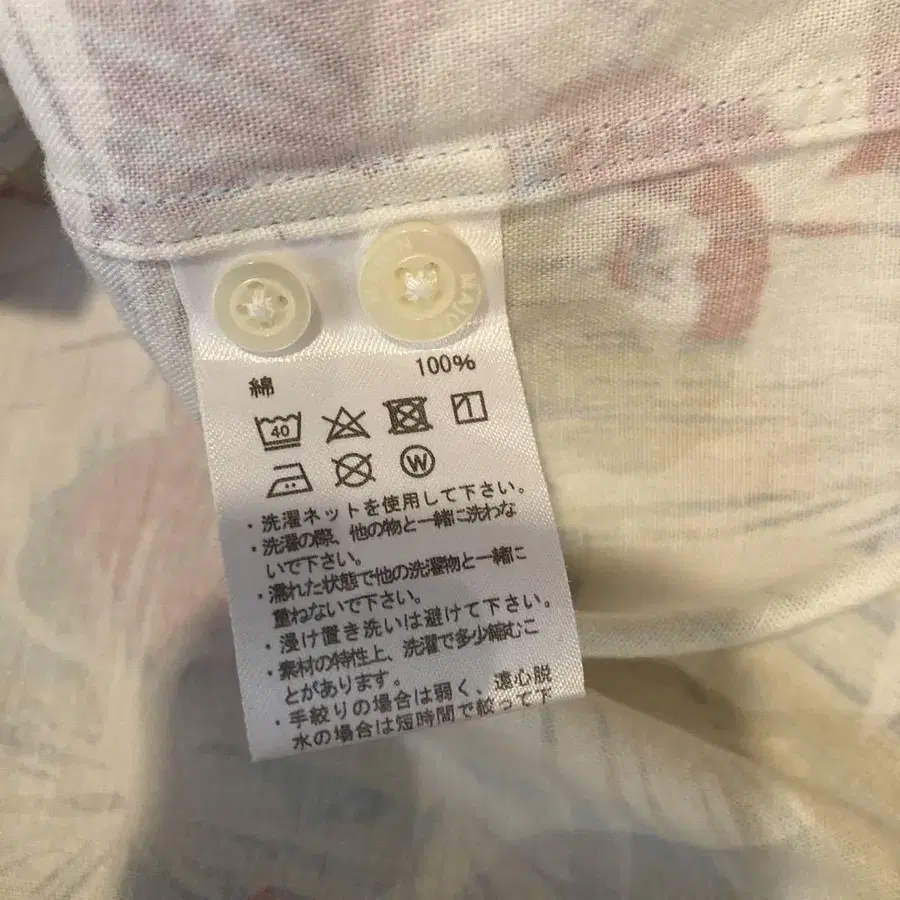 綿 100%
40
W
・洗濯ネットを使用して下さい。
・洗濯の際、他の物と一緒に洗わな
いで下さい。
・濡れた状態で他の洗濯物と一緒に
重ねないで下さい。
・浸け置き洗いは避けて下さい。
・素材の特性上、洗濯で多少縮むこ
とがあります。
・手絞りの場合は弱く、遠心脱
水の場合は短時間で絞って下